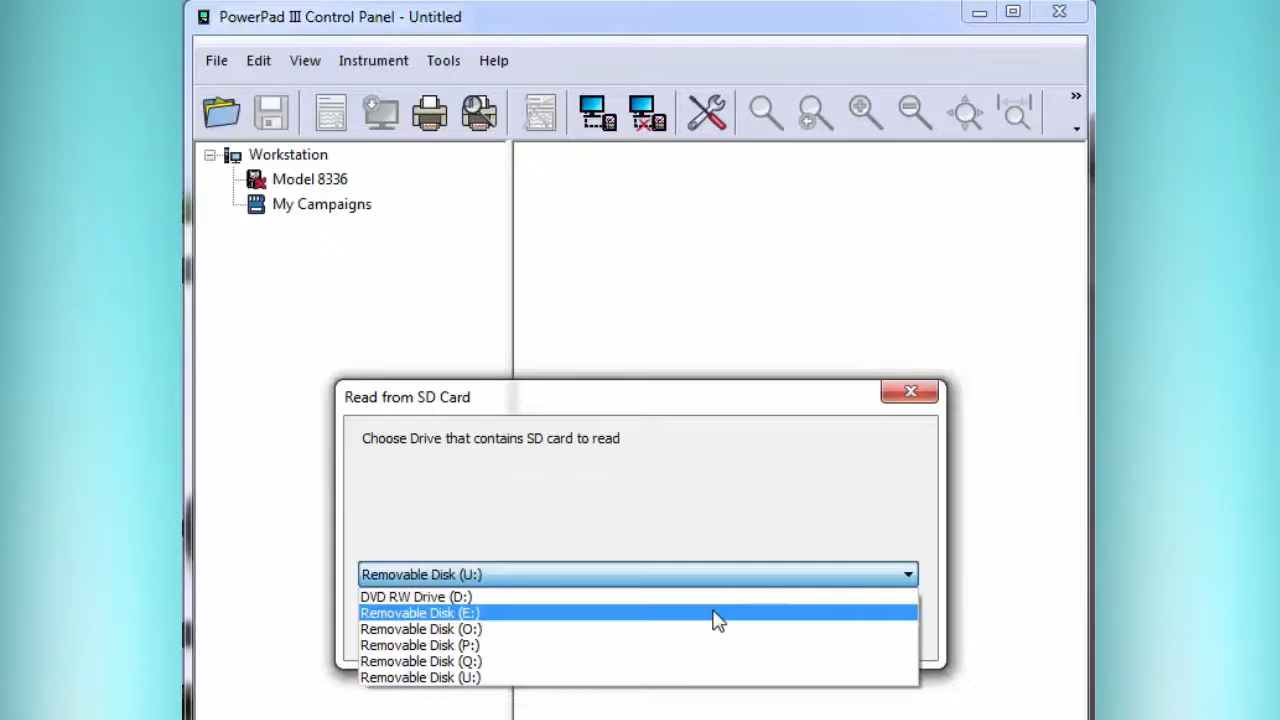 PowerPad III Control Panel - Untitled
File Edit View Instrument Tools Help
Workstation
Model 8336
My Campaigns
Read from SD Card
Choose Drive that contains SD card to read
Removable Disk (U:)
DVD RW Drive (D:)
Removable Disk (E:)
Removable Disk (O:)
Removable Disk (P:)
Removable Disk (Q:)
Removable Disk (U:)